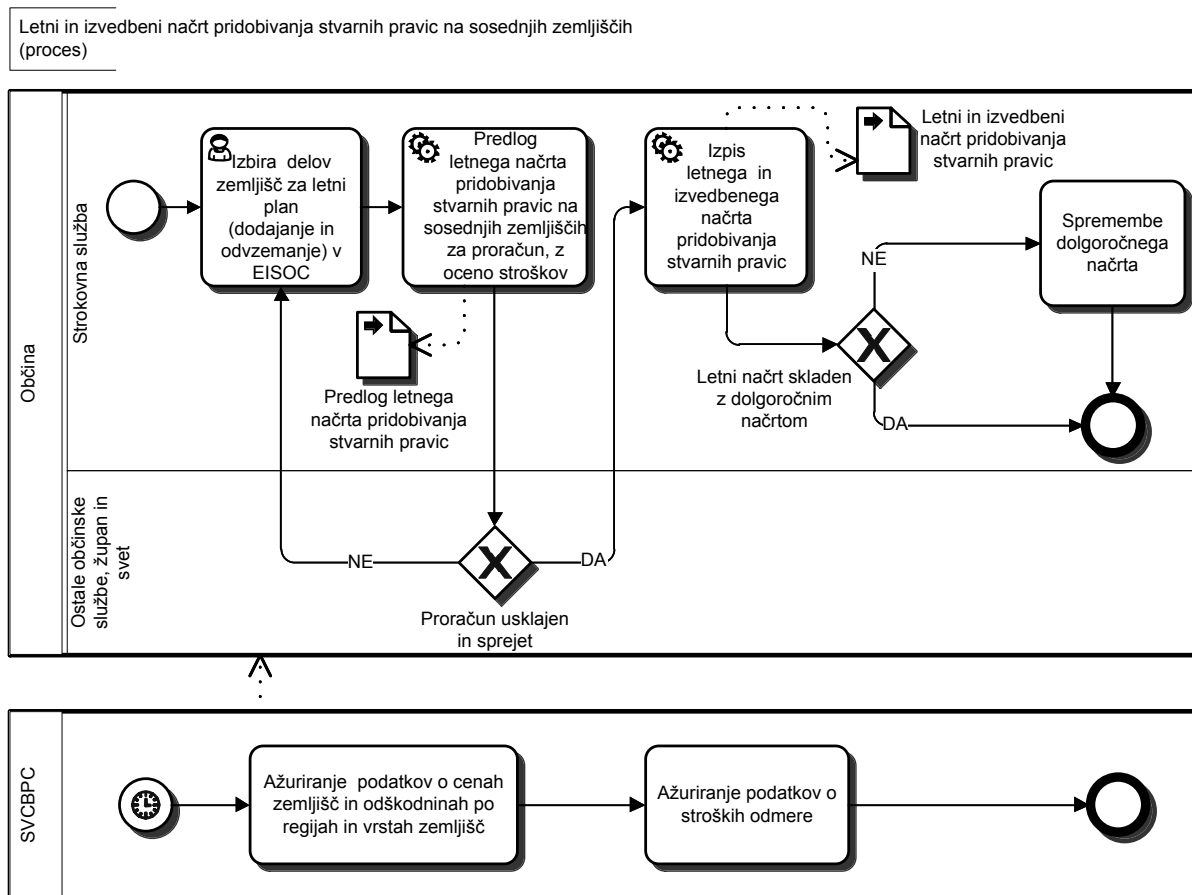 Letni in izvedbeni načrt pridobivanja stvarnih pravic na sosednjih zemljiščih
(proces)
Občina
Strokovna služba
Izbira delov
zemljišč za letni
plan
(dodajanje in
odvzemanje) v
EISOC
Predlog
letnega načrta
pridobivanja
stvarnih pravic na
sosednjih zemljiščih
za proračun, z
oceno stroškov
Izpis
letnega in
izvedbenega
načrta
pridobivanja
stvarnih pravic
Letni in izvedbeni
načrt pridobivanja
stvarnih pravic
Spremembe
dolgoročnega
načrta
NE
Predlog letnega
načrta pridobivanja
stvarnih pravic
Letni načrt skladen
z dolgoročnim
načrtom
DA
Ostale občinske
službe, župan in
svet
NE
DA
Proračun usklajen
in sprejet
SVCBPC
Ažuriranje podatkov o cenah
zemljišč in odškodninah po
regijah in vrstah zemljišč
Ažuriranje podatkov o
stroških odmere